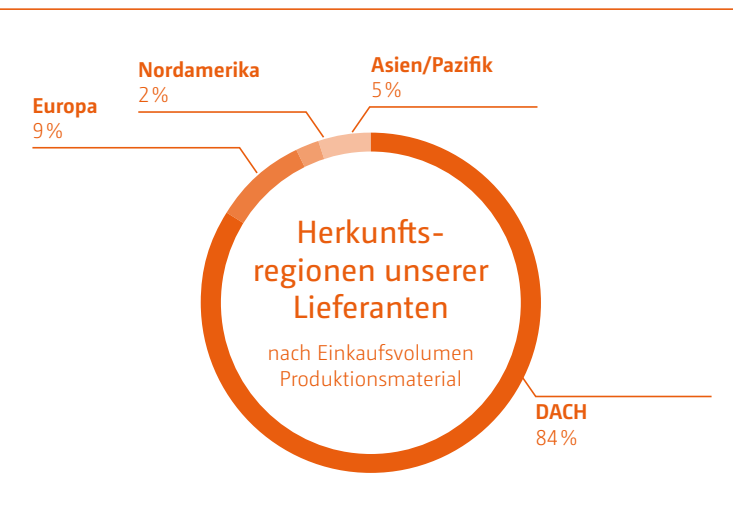 Nordamerika
2 %
Asien/Pazifik
5 %
Europa
9 %
Herkunfts-
regionen unserer
Lieferanten
nach Einkaufsvolumen
Produktionsmaterial
DACH
84 %